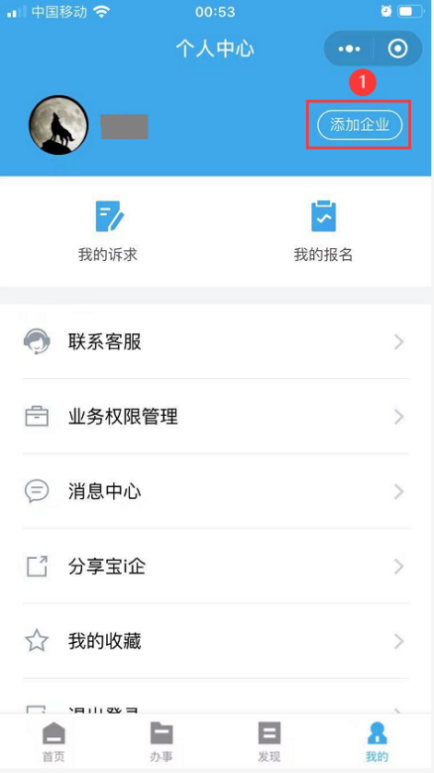 中国移动 00:53
个人中心
1
添加企业
我的诉求 我的报名
联系客服
业务权限管理
消息中心
分享宝i企
我的收藏
退出登录
首页 办事 发现 我的